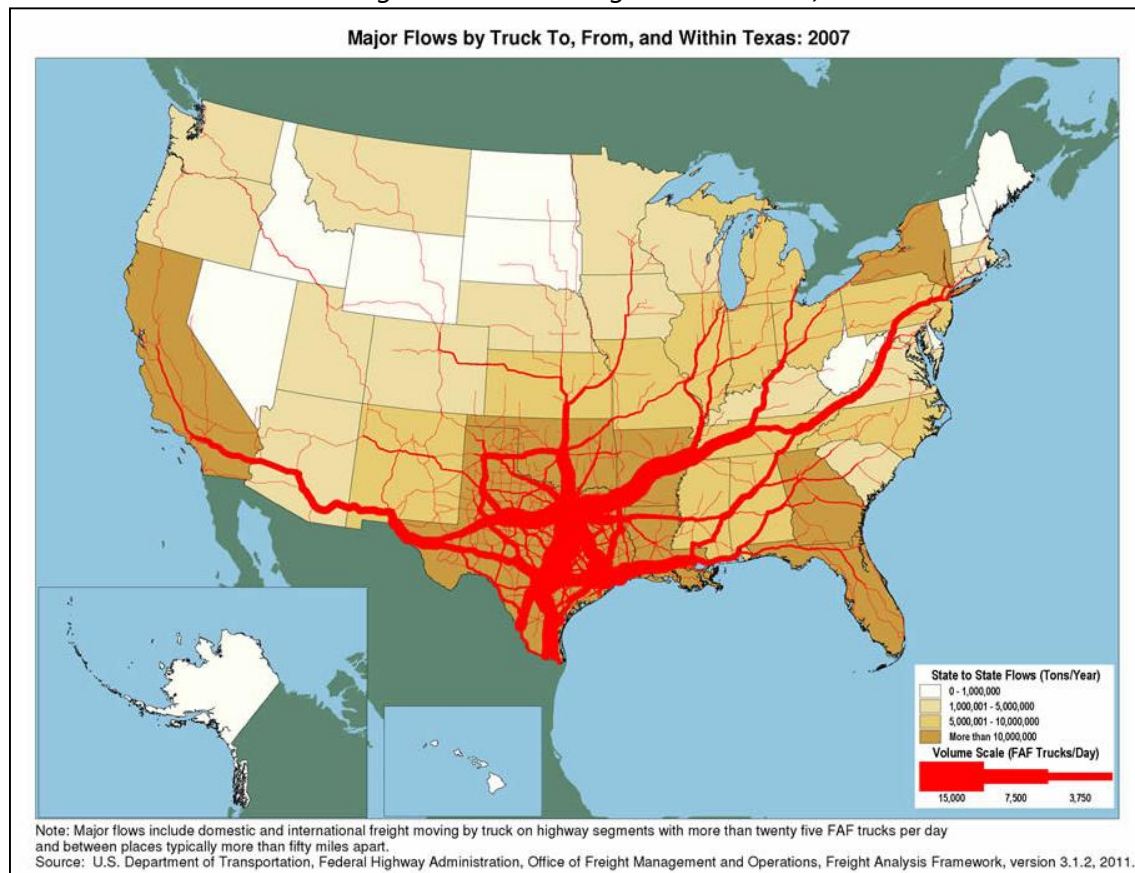 Major Flows by Truck To, From, and Within Texas: 2007
State to State Flows (Tons/Year)
0 - 1,000,000
1,000,001 - 5,000,000
5,000,001 - 10,000,000
More than 10,000,000
Volume Scale (FAF Trucks/Day)
15,000 7,500 3,750
Note: Major flows include domestic and international freight moving by truck on highway segments with more than twenty five FAF trucks per day
and between places typically more than fifty miles apart.
Source: U.S. Department of Transportation, Federal Highway Administration, Office of Freight Management and Operations, Freight Analysis Framework, version 3.1.2, 2011.